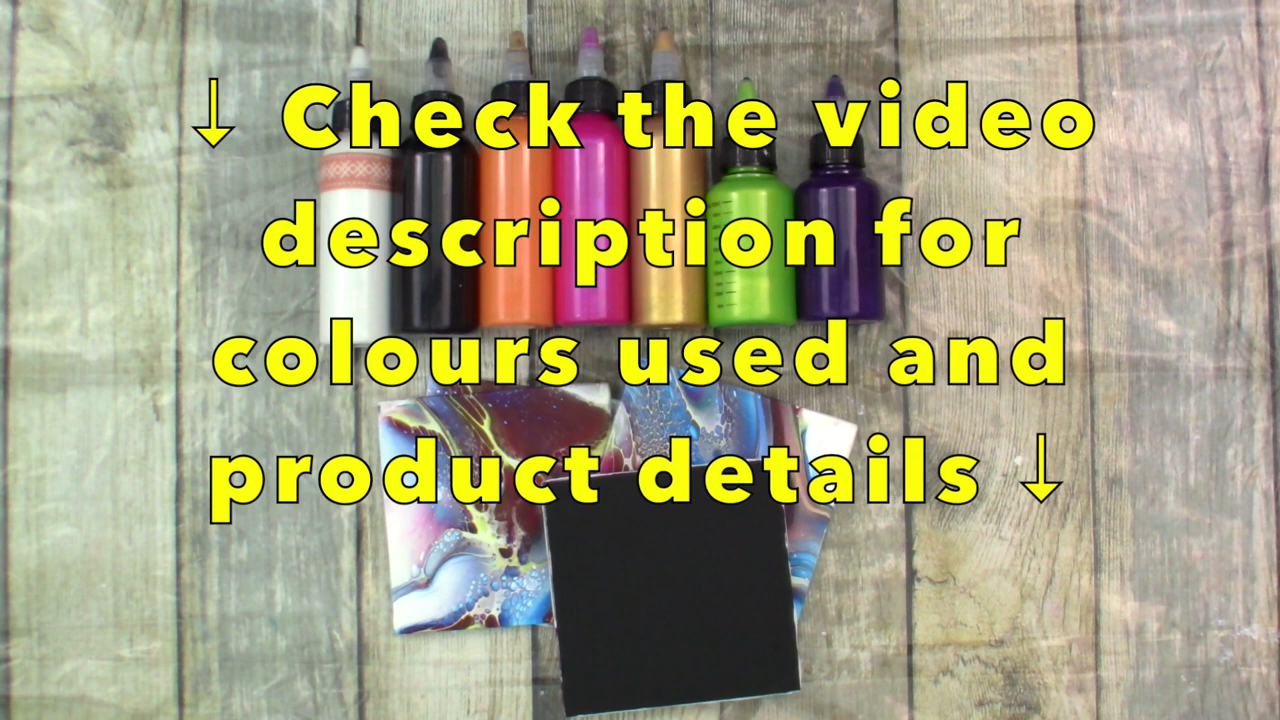 ↓ Check the video
description for
colours used and
product details ↓